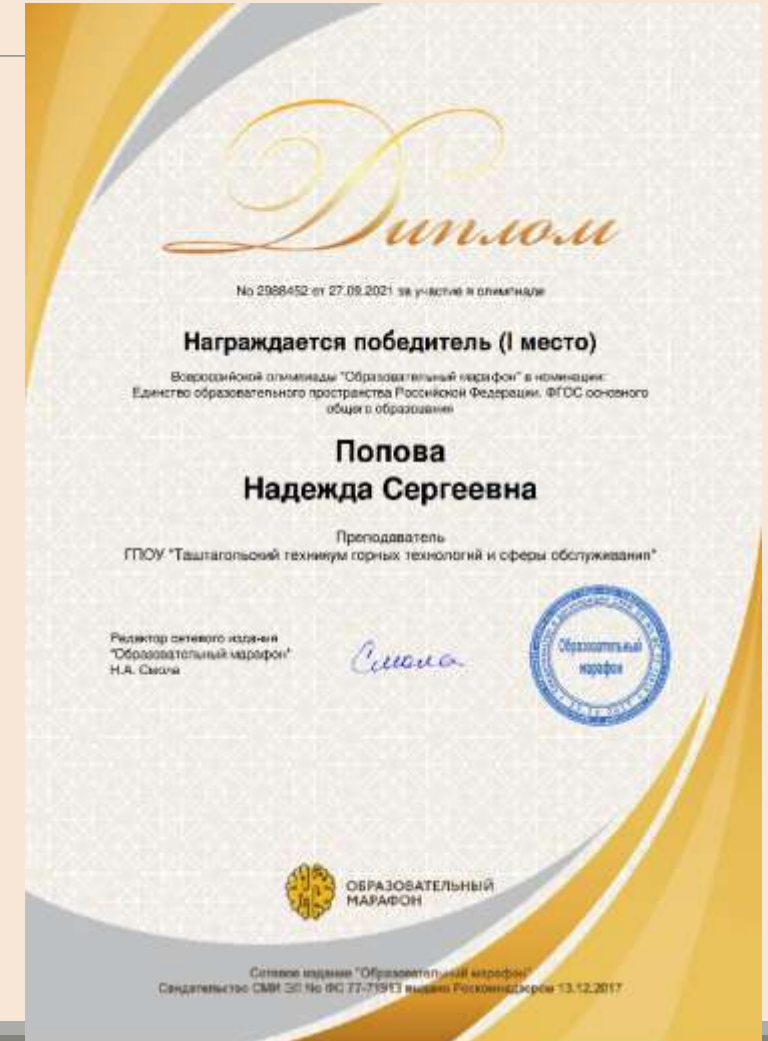 Диплом
No 2988452 от 27.09.2021 за участие в олимпиаде
Награждается победитель (I место)
Всероссийской олимпиады "Образовательный марафон" в номинации:
Единство образовательного пространства Российской Федерации. ФГОС основного
общего образования
Попова
Надежда Сергеевна
Преподаватель
ГПОУ "Таштагольский техникум горных технологий и сферы обслуживания"
Редактор сетевого издания
"Образовательный марафон"
Н.А. Смола
Смола
Образовательный
марафон
ОБРАЗОВАТЕЛЬНЫЙ
МАРАФОН
Сетевое издание "Образовательный марафон"
Свидетельство СМИ ЭЛ No ФС 77-71913 выдано Роскомнадзором 13.12.2017